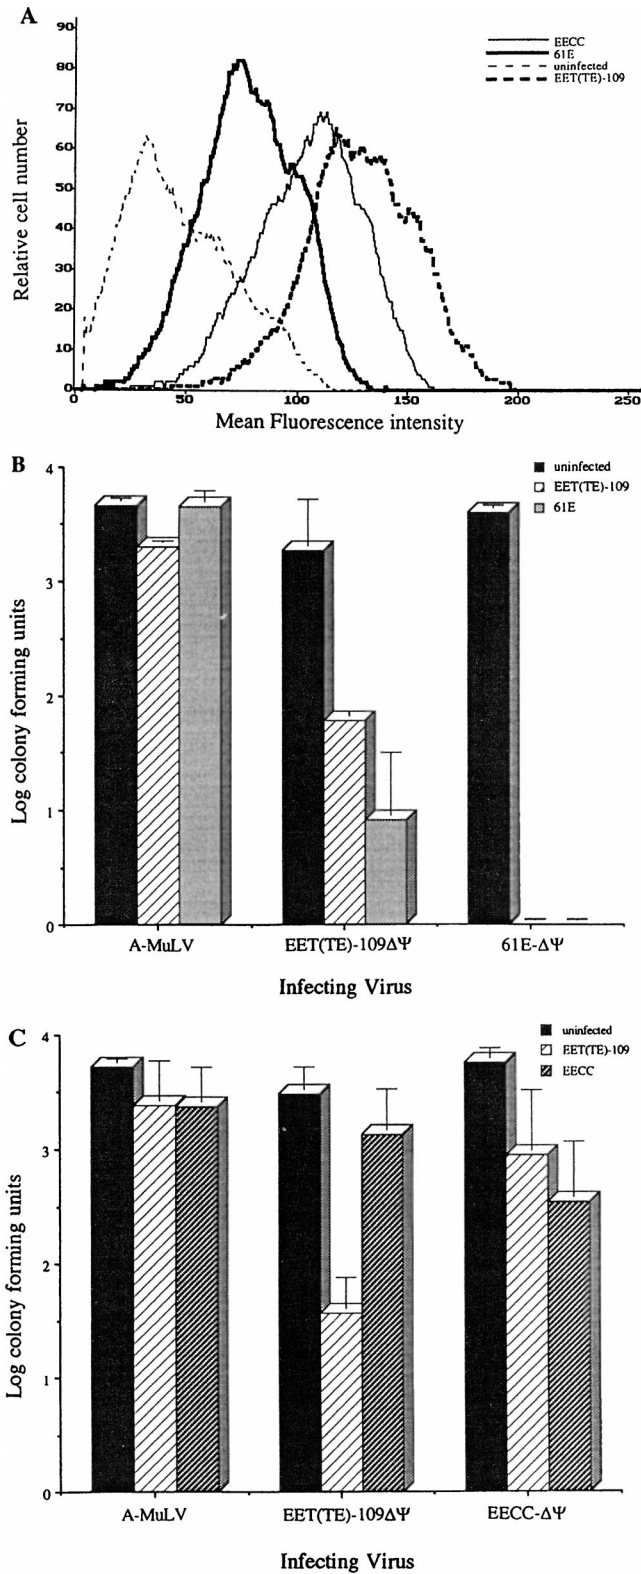 A
90
80
70
60
50
40
30
20
10
0
Relative cell number
EECC
61E
uninfected
EET(TE)-109
0 50 100 150 200 250
Mean Fluorescence intensity
B
4
3
2
1
0
Log colony forming units
uninfected
EET(TE)-109
61E
A-MuLV EET(TE)-109ΔΨ 61E-ΔΨ
Infecting Virus
C
4
3
2
1
0
Log colony forming units
uninfected
EET(TE)-109
EECC
A-MuLV EET(TE)-109ΔΨ EECC-ΔΨ
Infecting Virus